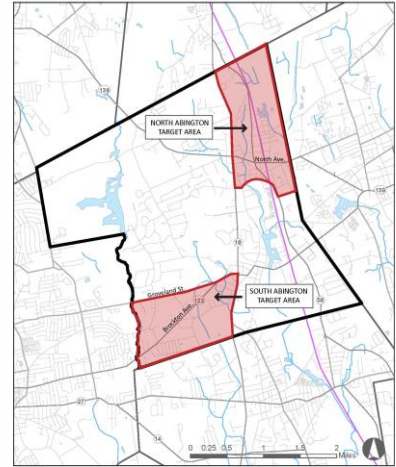 139
NORTH ABINGTON
TARGET AREA
North Ave.
139
18
Groveland St.
SOUTH ABINGTON
TARGET AREA
123
Brockton Ave.
58
27
14
0 0.25 0.5 1 1.5 2
Miles